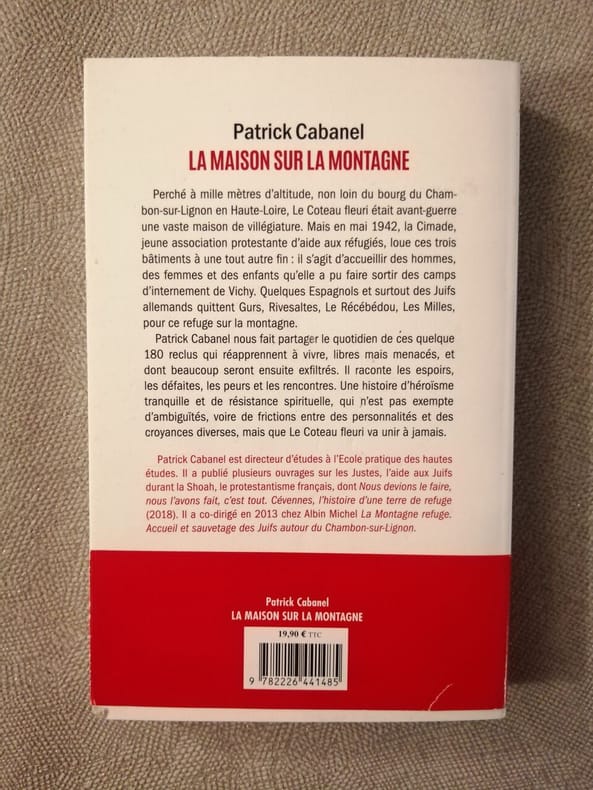 Patrick Cabanel
LA MAISON SUR LA MONTAGNE
Perché à mille mètres d'altitude, non loin du bourg du Cham-
bon-sur-Lignon en Haute-Loire, Le Coteau fleuri était avant-guerre
une vaste maison de villégiature. Mais en mai 1942, la Cimade,
jeune association protestante d'aide aux réfugiés, loue ces trois
bâtiments à une tout autre fin : il s'agit d'accueillir des hommes,
des femmes et des enfants qu'elle a pu faire sortir des camps
d'internement de Vichy. Quelques Espagnols et surtout des Juifs
allemands quittent Gurs, Rivesaltes, Le Récébédou, Les Milles,
pour ce refuge sur la montagne.
Patrick Cabanel nous fait partager le quotidien de ces quelque
180 reclus qui réapprennent à vivre, libres mais menacés, et
dont beaucoup seront ensuite exfiltrés. Il raconte les espoirs,
les défaites, les peurs et les rencontres. Une histoire d'héroïsme
tranquille et de résistance spirituelle, qui n'est pas exempte
d'ambiguïtés, voire de frictions entre des personnalités et des
croyances diverses, mais que Le Coteau fleuri va unir à jamais.
Patrick Cabanel est directeur d'études à l'Ecole pratique des hautes
études. Il a publié plusieurs ouvrages sur les Justes, l'aide aux Juifs
durant la Shoah, le protestantisme français, dont Nous devions le faire,
nous l'avons fait, c'est tout. Cévennes, l'histoire d'une terre de refuge
(2018). Il a co-dirigé en 2013 chez Albin Michel La Montagne refuge.
Accueil et sauvetage des Juifs autour du Chambon-sur-Lignon.
Patrick Cabanel
LA MAISON SUR LA MONTAGNE
19,90 € TTC
9 782226 441485